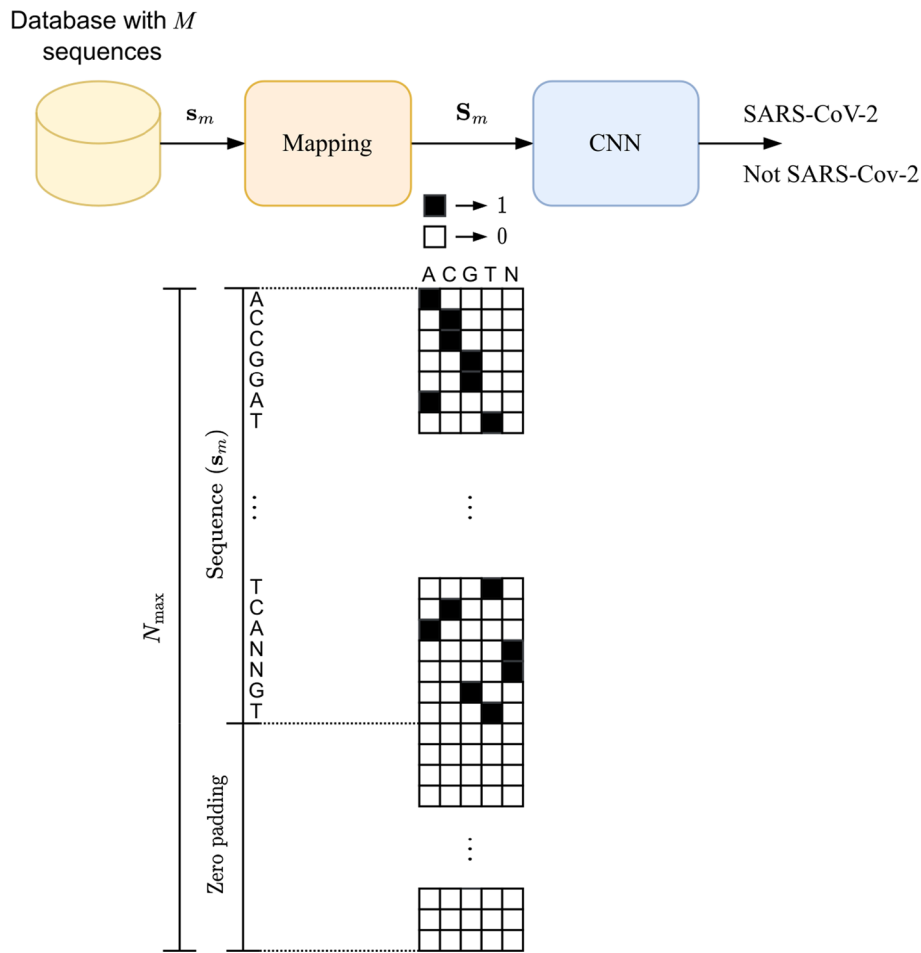 Database with M
sequences
s_m
Mapping
S_m
CNN
SARS-CoV-2
Not SARS-Cov-2
1
0
A C G T N
A
C
C
G
G
A
T
⋮
⋮
T
C
A
N
N
G
T
Sequence (s_m)
N_max
Zero padding
⋮